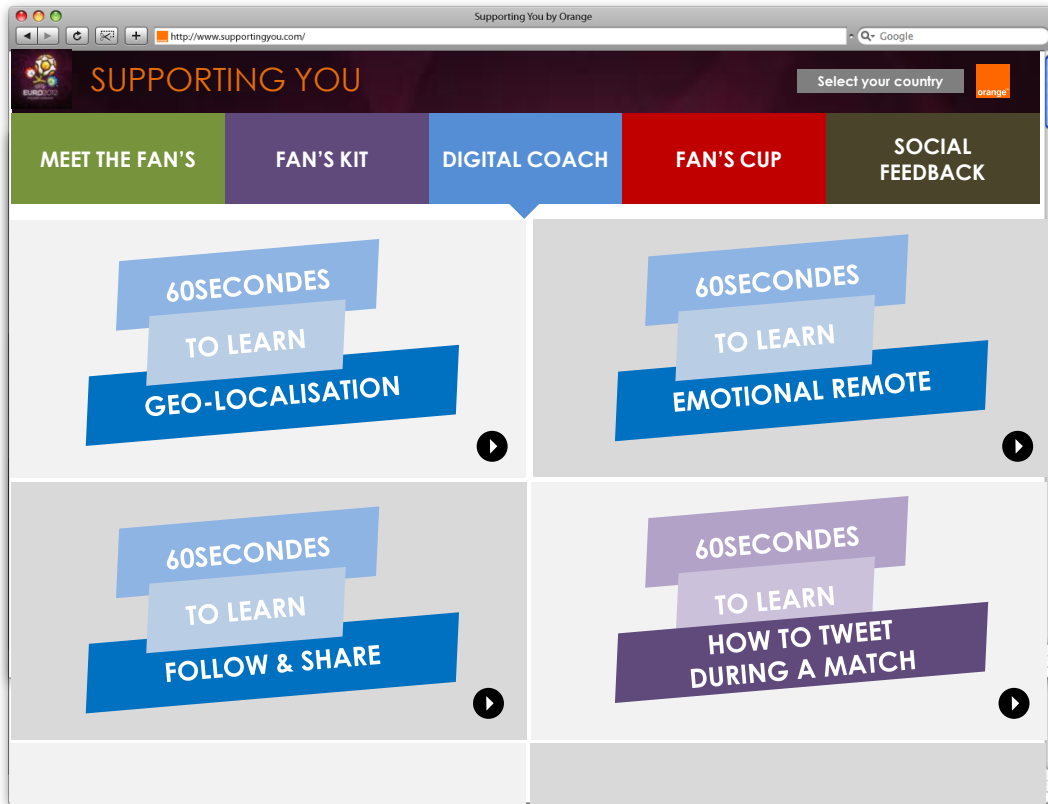 Supporting You by Orange
http://www.supportingyou.com/
Google
EURO2012
SUPPORTING YOU
Select your country
orange
MEET THE FAN'S
FAN'S KIT
DIGITAL COACH
FAN'S CUP
SOCIAL
FEEDBACK
60SECONDES
TO LEARN
GEO-LOCALISATION
60SECONDES
TO LEARN
EMOTIONAL REMOTE
60SECONDES
TO LEARN
FOLLOW & SHARE
60SECONDES
TO LEARN
HOW TO TWEET
DURING A MATCH